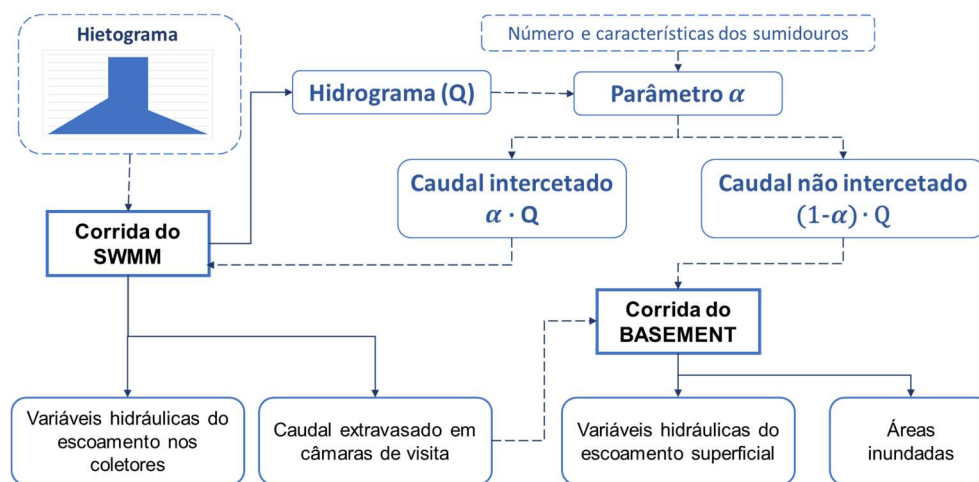 Hietograma
Número e características dos sumidouros
Hidrograma (Q)
Parâmetro α
Caudal intercetado
α · Q
Caudal não intercetado
(1-α) · Q
Corrida do
SWMM
Corrida do
BASEMENT
Variáveis hidráulicas do
escoamento nos
coletores
Caudal extravasado em
câmaras de visita
Variáveis hidráulicas do
escoamento superficial
Áreas
inundadas